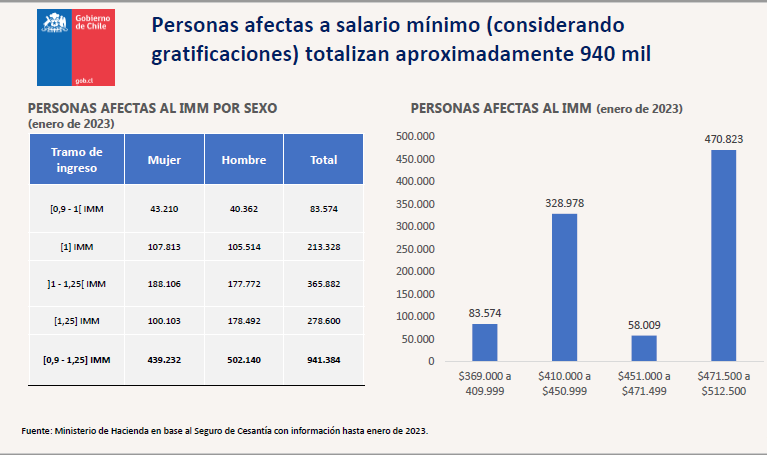 Gobierno
de Chile
gob.cl
Personas afectas a salario mínimo (considerando
gratificaciones) totalizan aproximadamente 940 mil
PERSONAS AFECTAS AL IMM POR SEXO
(enero de 2023)
Tramo de ingreso Mujer Hombre Total
[0,9 - 1[ IMM 43.210 40.362 83.574
[1] IMM 107.813 105.514 213.328
]1 - 1,25[ IMM 188.106 177.772 365.882
[1,25] IMM 100.103 178.492 278.600
[0,9 - 1,25] IMM 439.232 502.140 941.384
PERSONAS AFECTAS AL IMM (enero de 2023)
500.000
450.000
400.000
350.000
300.000
250.000
200.000
150.000
100.000
50.000
0
83.574
328.978
58.009
470.823
$369.000 a
409.999
$410.000 a
$450.999
$451.000 a
$471.499
$471.500 a
$512.500
Fuente: Ministerio de Hacienda en base al Seguro de Cesantía con información hasta enero de 2023.